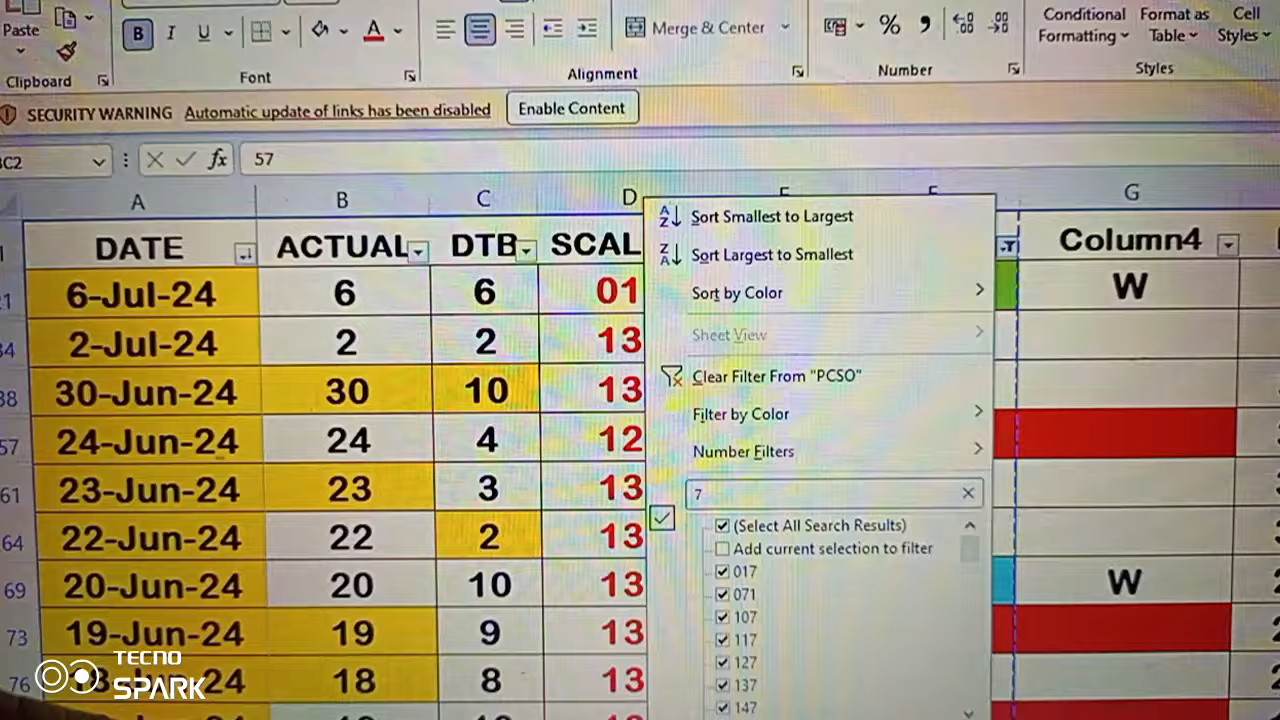 Paste
B I U A
Merge & Center
% 9
Conditional Formatting
Format as Table
Cell Styles
Clipboard
Font
Alignment
Number
Styles
SECURITY WARNING Automatic update of links has been disabled Enable Content
C2 fx 57
A B C D E F G
DATE ACTUAL DTB SCAL Column4
21 6-Jul-24 6 6 01 W
34 2-Jul-24 2 2 13
38 30-Jun-24 30 10 13
57 24-Jun-24 24 4 12
61 23-Jun-24 23 3 13
64 22-Jun-24 22 2 13
69 20-Jun-24 20 10 13 W
73 19-Jun-24 19 9 13
76 18-Jun-24 18 8 13
Sort Smallest to Largest
Sort Largest to Smallest
Sort by Color
Sheet View
Clear Filter From "PCSO"
Filter by Color
Number Filters
7
(Select All Search Results)
Add current selection to filter
017
071
107
117
127
137
147
TECNO
SPARK